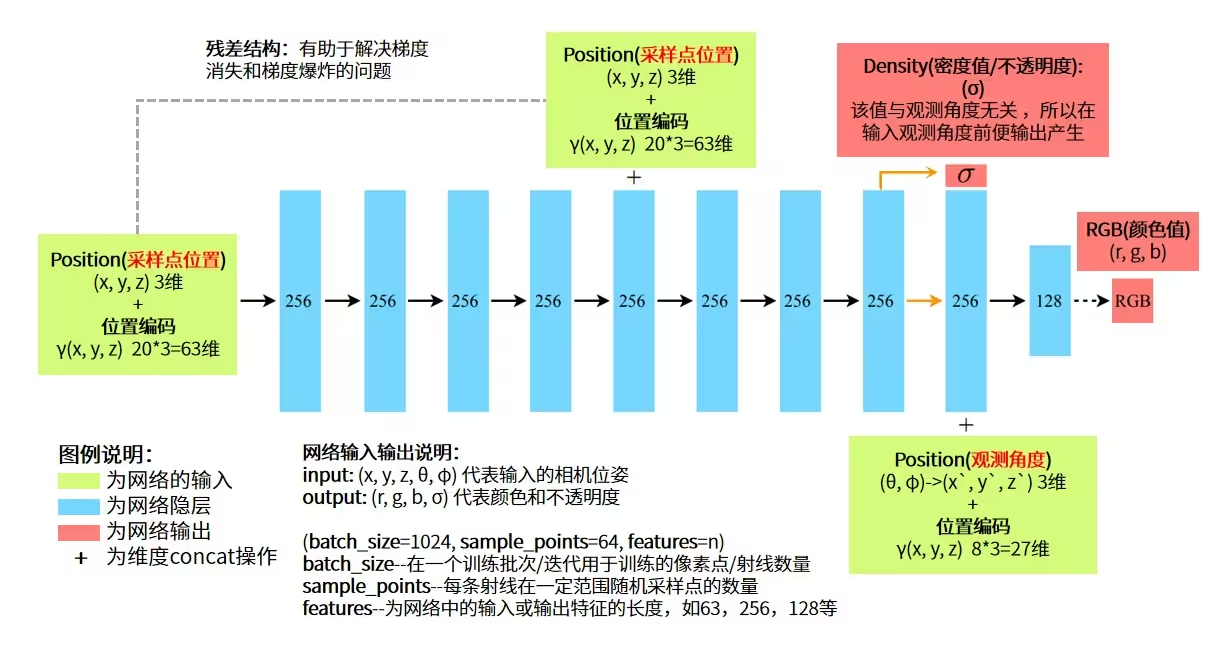 残差结构：有助于解决梯度
消失和梯度爆炸的问题
Position(采样点位置)
(x, y, z) 3维
+
位置编码
γ(x, y, z)  20*3=63维
+
Density(密度值/不透明度):
(σ)
该值与观测角度无关 ，所以在
输入观测角度前便输出产生
σ
RGB(颜色值)
(r, g, b)
Position(采样点位置)
(x, y, z) 3维
+
位置编码
γ(x, y, z)  20*3=63维
256
256
256
256
256
256
256
256
256
128
RGB
+
Position(观测角度)
(θ, φ)->(x`, y`, z`) 3维
+
位置编码
γ(x, y, z)  8*3=27维
图例说明：
为网络的输入
为网络隐层
为网络输出
+ 为维度concat操作
网络输入输出说明：
input: (x, y, z, θ, φ) 代表输入的相机位姿
output: (r, g, b, σ) 代表颜色和不透明度
(batch_size=1024, sample_points=64, features=n)
batch_size--在一个训练批次/迭代用于训练的像素点/射线数量
sample_points--每条射线在一定范围随机采样点的数量
features--为网络中的输入或输出特征的长度，如63，256，128等